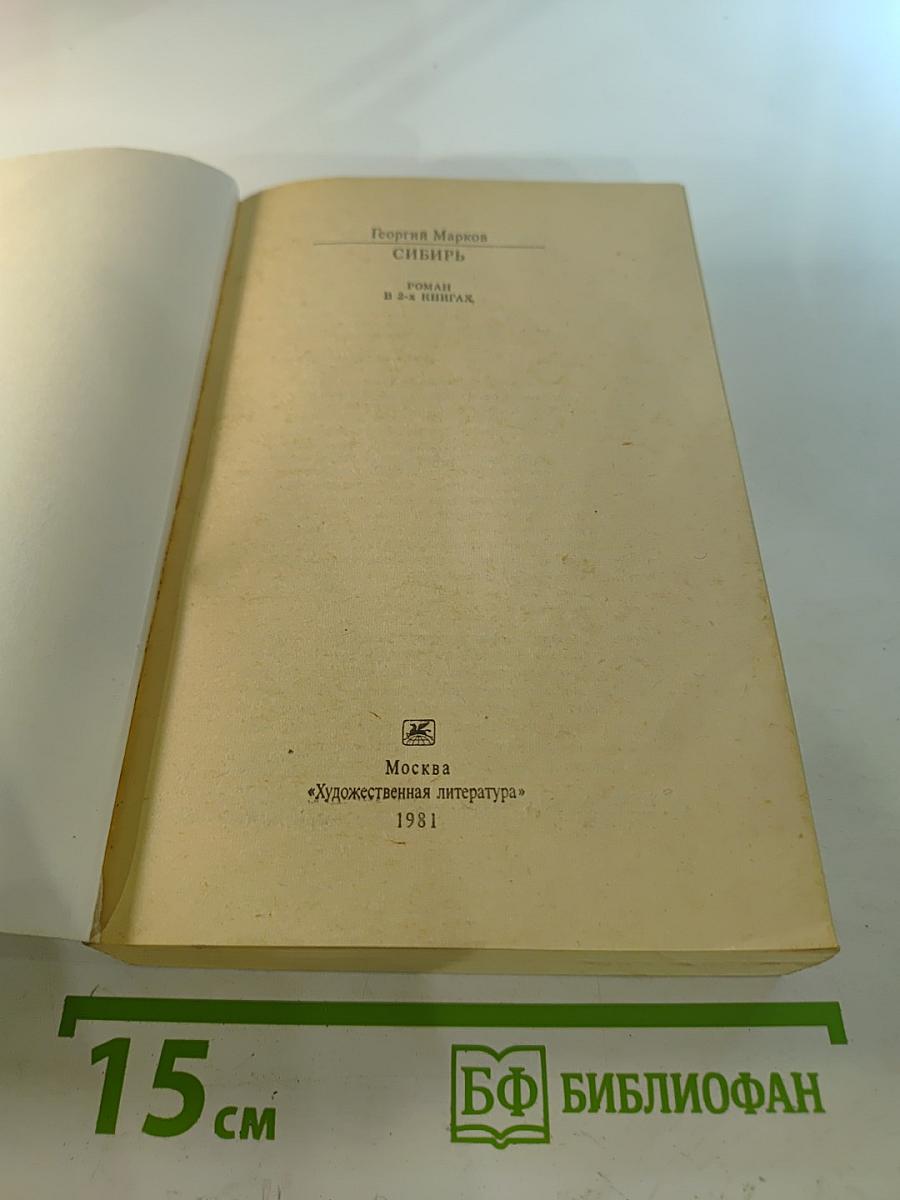 Георгий Марков
СИБИРЬ
РОМАН
В 2-х КНИГАХ
Москва
«Художественная литература»
1981
15 см
БФ БИБЛИОФАН